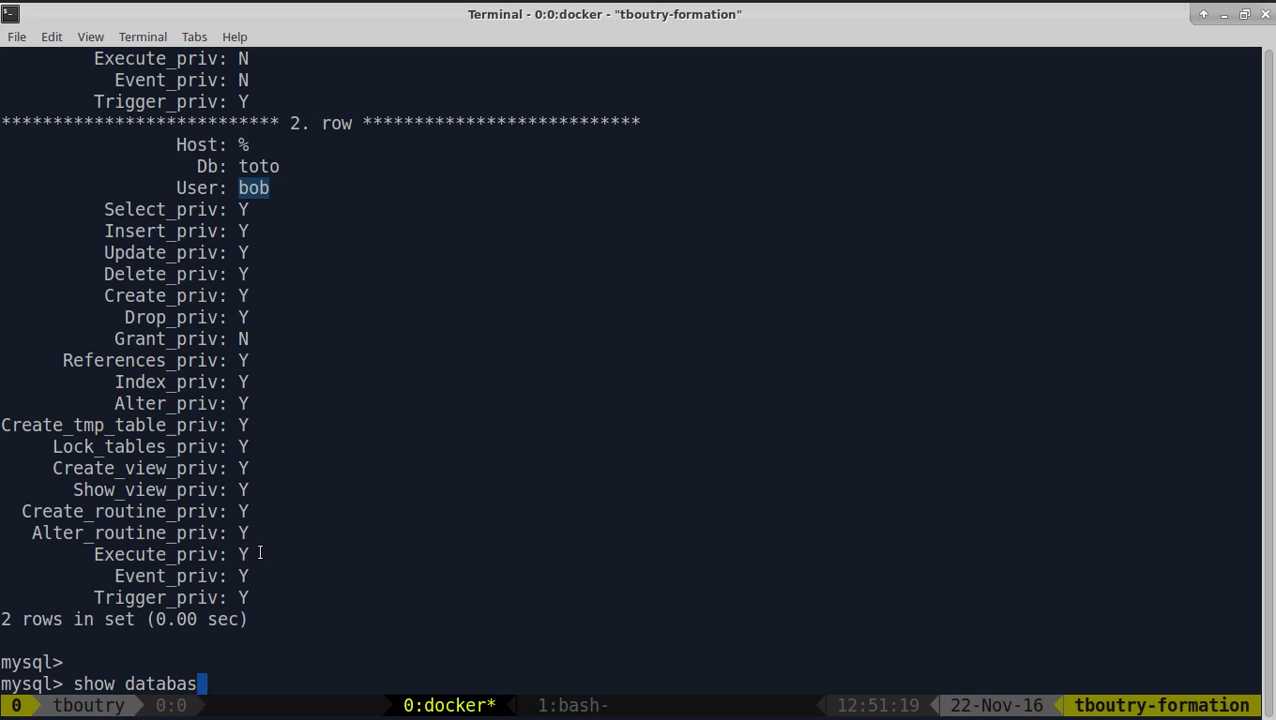 Terminal - 0:0:docker - "tboutry-formation"
File Edit View Terminal Tabs Help
Execute_priv: N
Event_priv: N
Trigger_priv: Y
*************************** 2. row ***************************
Host: %
Db: toto
User: bob
Select_priv: Y
Insert_priv: Y
Update_priv: Y
Delete_priv: Y
Create_priv: Y
Drop_priv: Y
Grant_priv: N
References_priv: Y
Index_priv: Y
Alter_priv: Y
Create_tmp_table_priv: Y
Lock_tables_priv: Y
Create_view_priv: Y
Show_view_priv: Y
Create_routine_priv: Y
Alter_routine_priv: Y
Execute_priv: Y
Event_priv: Y
Trigger_priv: Y
2 rows in set (0.00 sec)
mysql>
mysql> show databas
0 tboutry 0:0 0:docker* 1:bash- 12:51:19 22-Nov-16 tboutry-formation